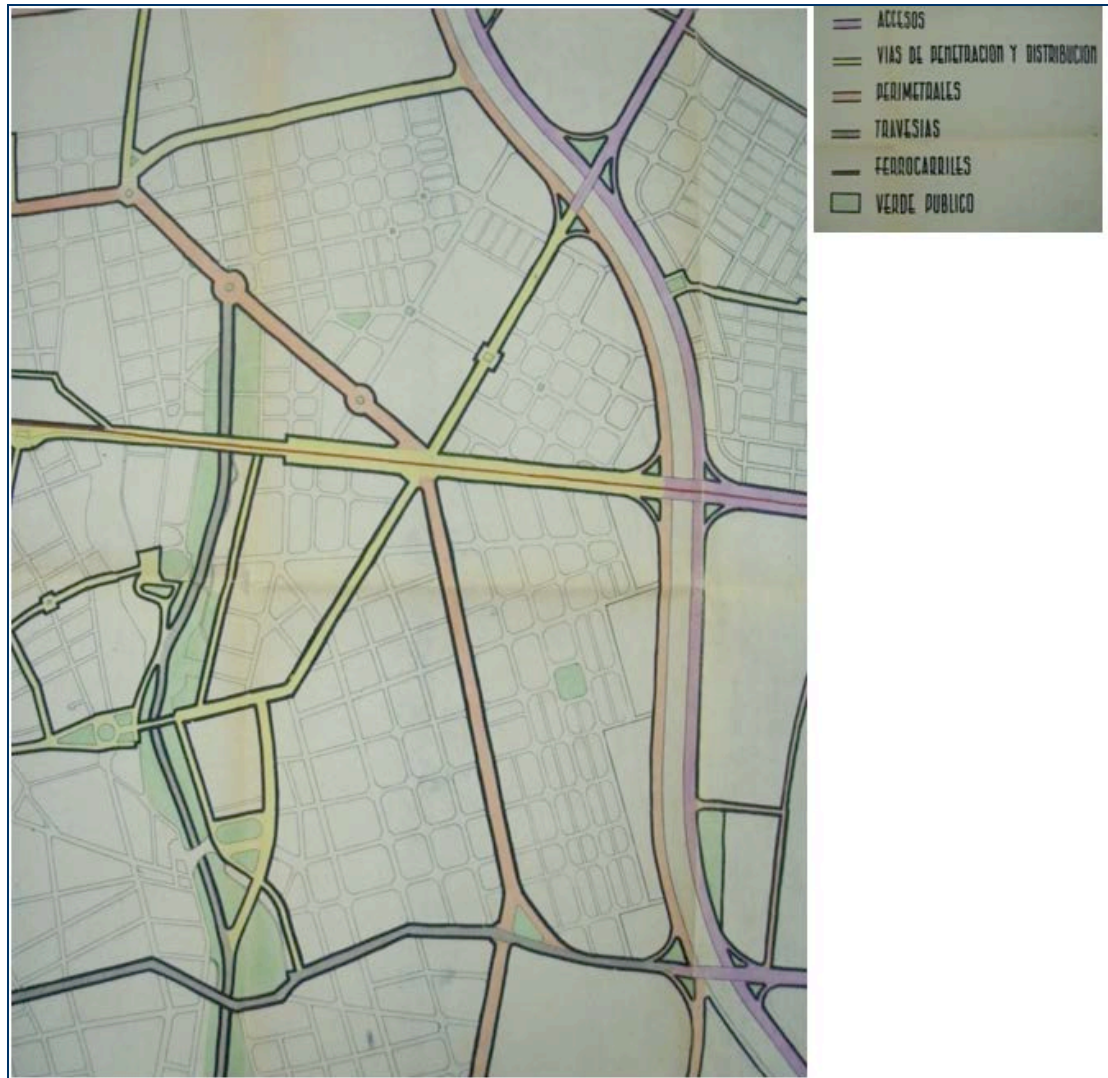 ACCESOS
VIAS DE PENETRACION Y DISTRIBUCION
PERIMETRALES
TRAVESIAS
FERROCARRILES
VERDE PUBLICO